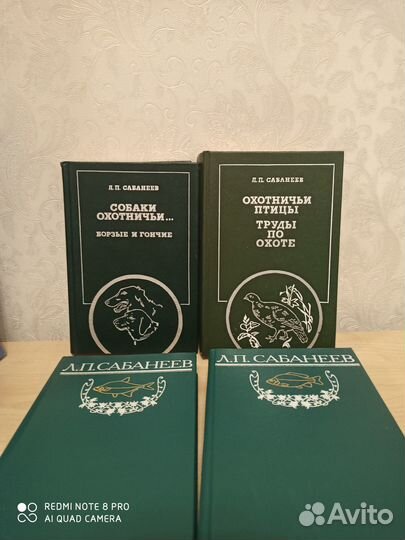 Л.П. САБАНЕЕВ
СОБАКИ
ОХОТНИЧЬИ...
БОРЗЫЕ И ГОНЧИЕ
Л.П. САБАНЕЕВ
ОХОТНИЧЬИ
ПТИЦЫ
ТРУДЫ
ПО
ОХОТЕ
Л.П.САБАНЕЕВ
Л.П.САБАНЕЕВ
REDMI NOTE 8 PRO
AI QUAD CAMERA
Avito